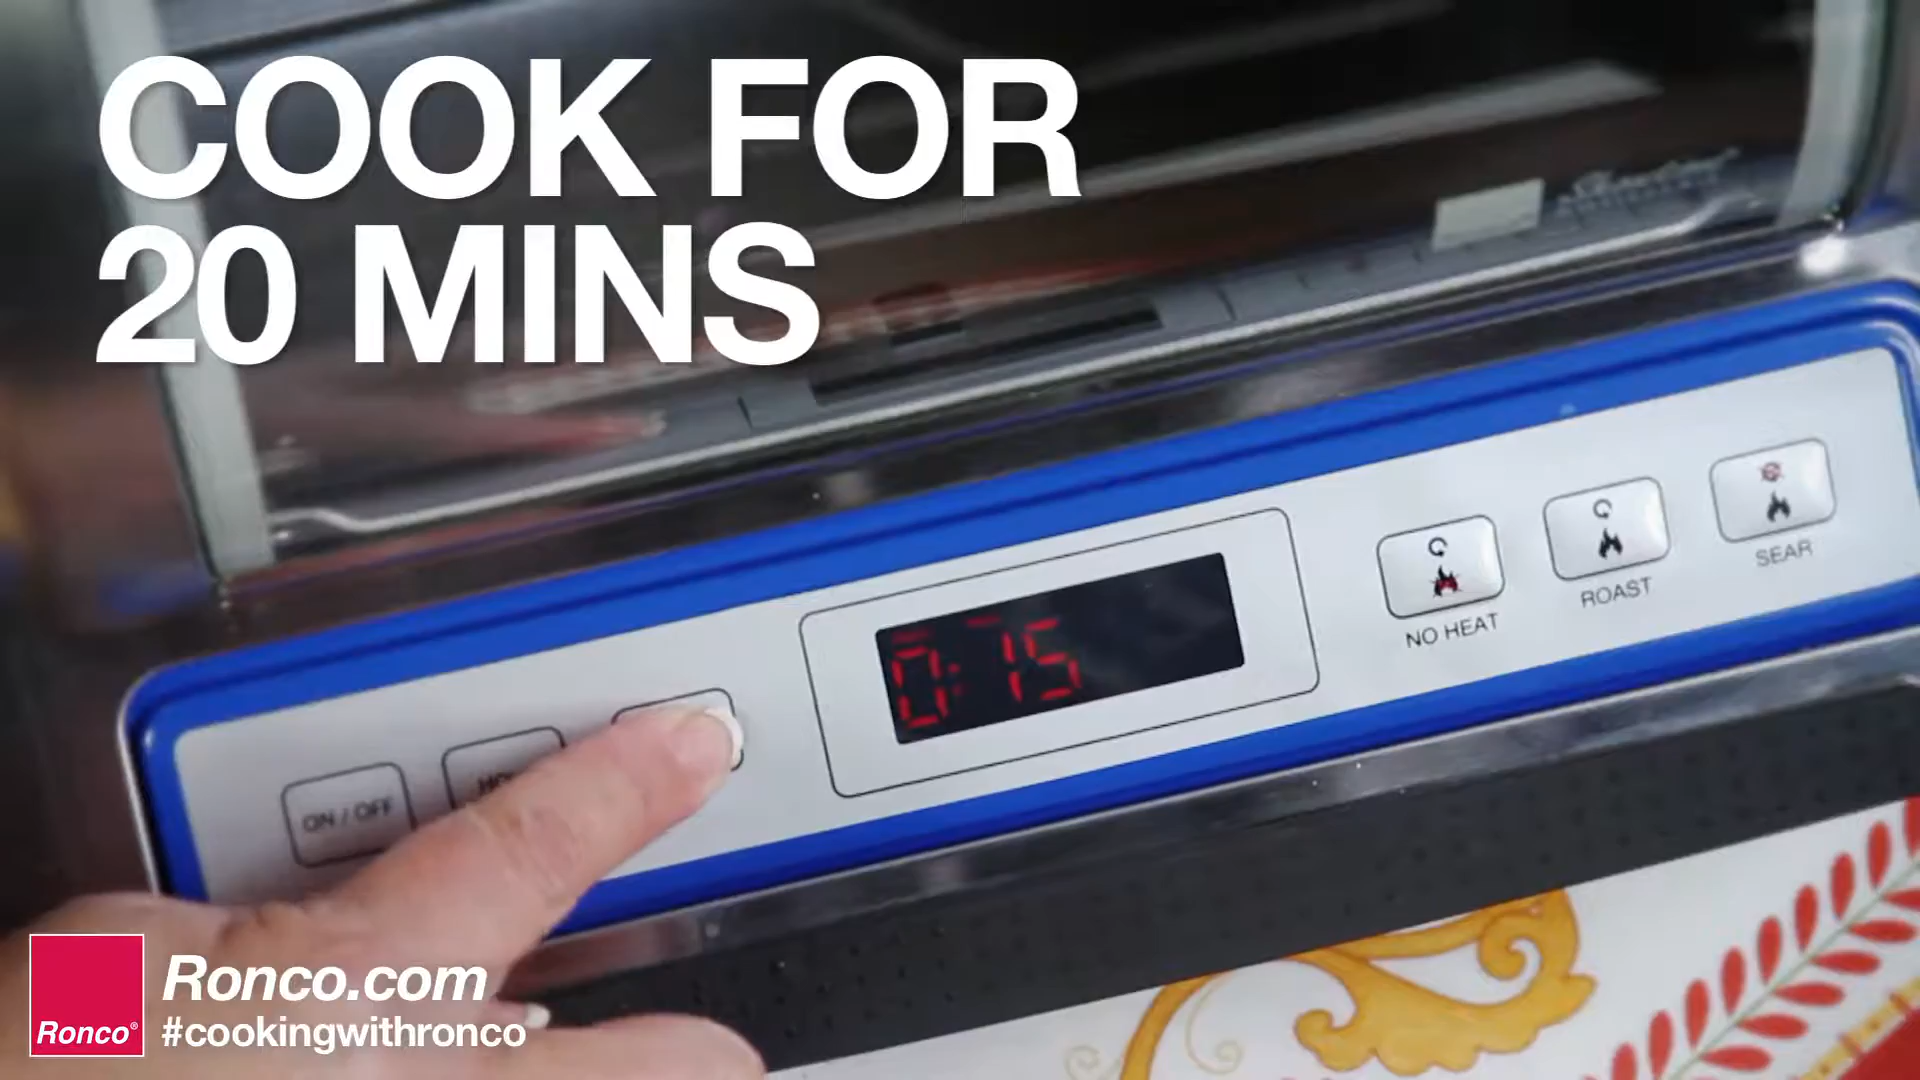 COOK FOR
20 MINS
0:15
ON / OFF
NO HEAT
ROAST
SEAR
Ronco®
Ronco.com
#cookingwithronco